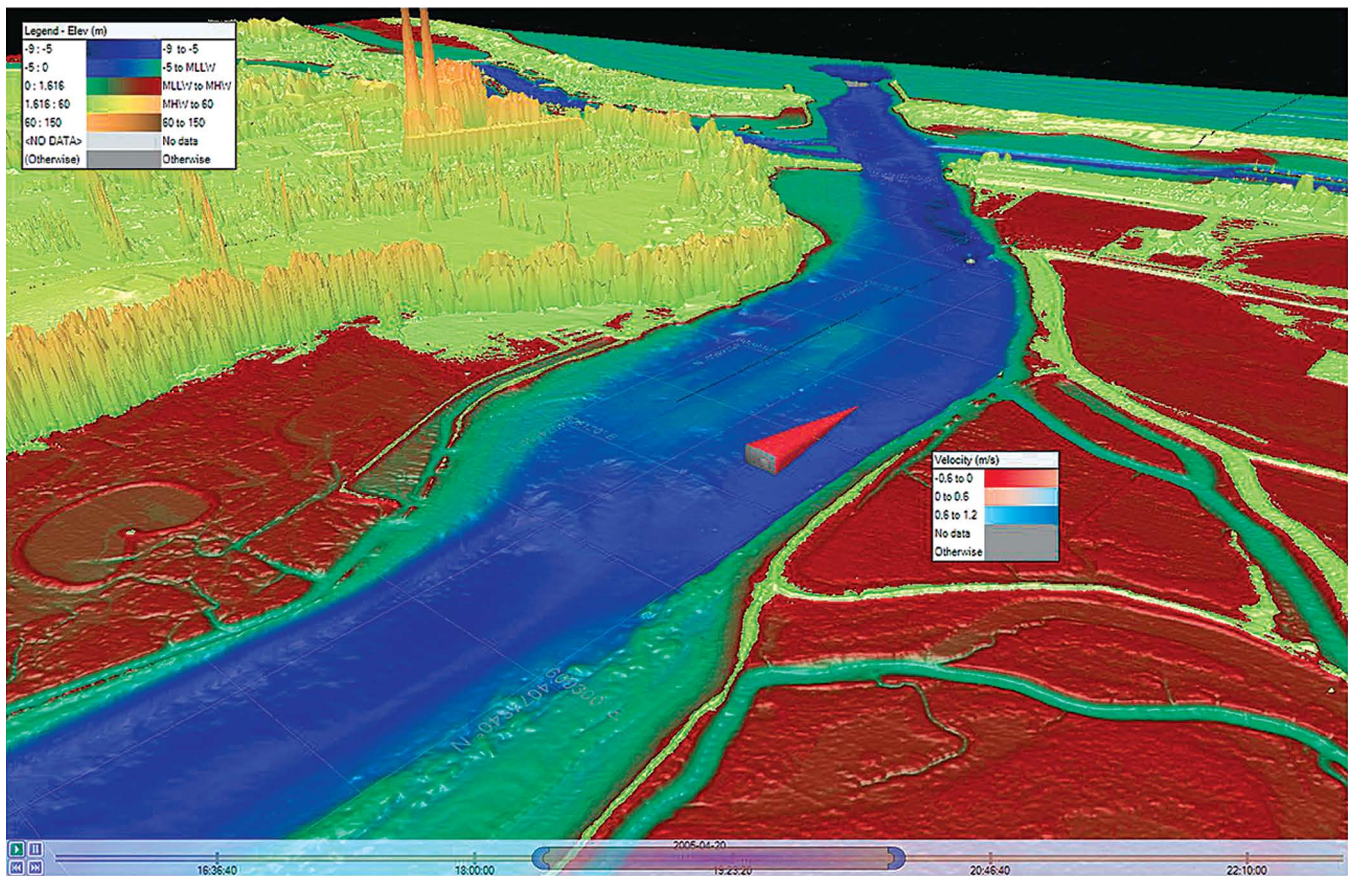 Legend - Elev (m)
-9 : -5 -9 to -5
-5 : 0 -5 to MLLW
0 : 1.616 MLLW to MHW
1.616 : 60 MHW to 60
60 : 150 60 to 150
<NO DATA> No data
(Otherwise) Otherwise
Velocity (m/s)
-0.6 to 0
0 to 0.6
0.6 to 1.2
No data
Otherwise
2005-04-20
16:36:40 18:00:00 19:23:20 20:46:40 22:10:00